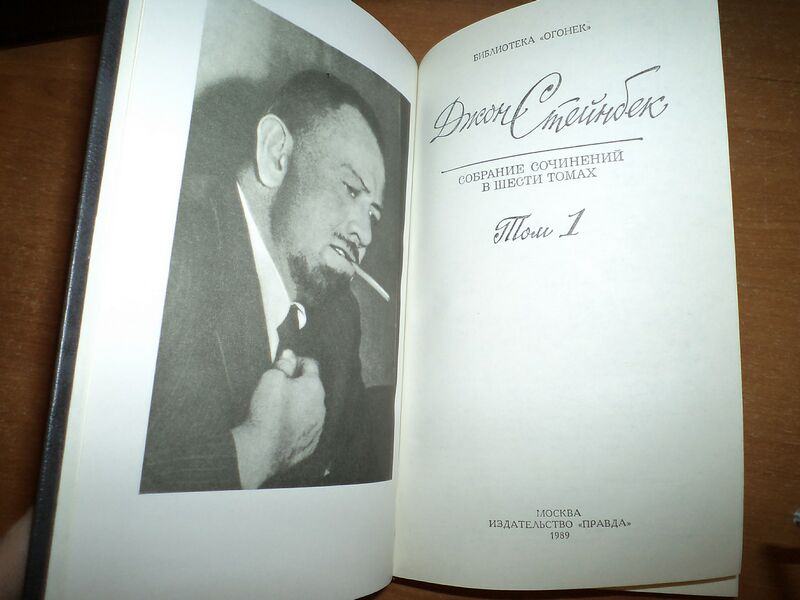 БИБЛИОТЕКА «ОГОНЕК»
Джон Стейнбек
СОБРАНИЕ СОЧИНЕНИЙ
В ШЕСТИ ТОМАХ
Том 1
МОСКВА
ИЗДАТЕЛЬСТВО «ПРАВДА»
1989